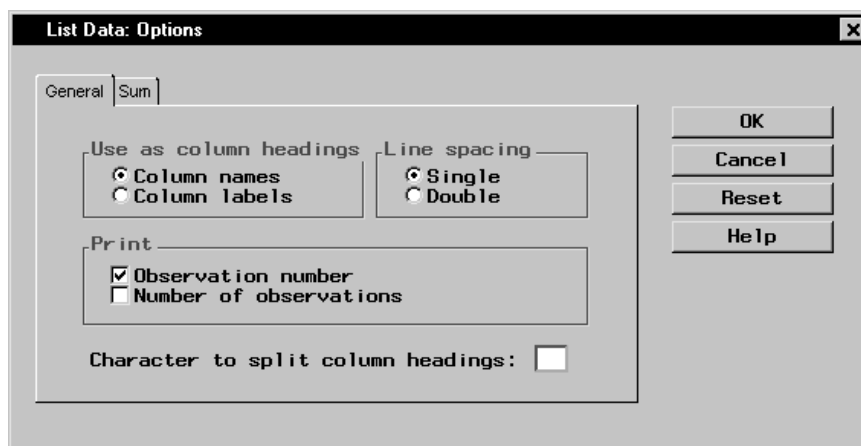 List Data: Options
General Sum
Use as column headings
Column names
Column labels
Line spacing
Single
Double
Print
Observation number
Number of observations
Character to split column headings:
OK
Cancel
Reset
Help